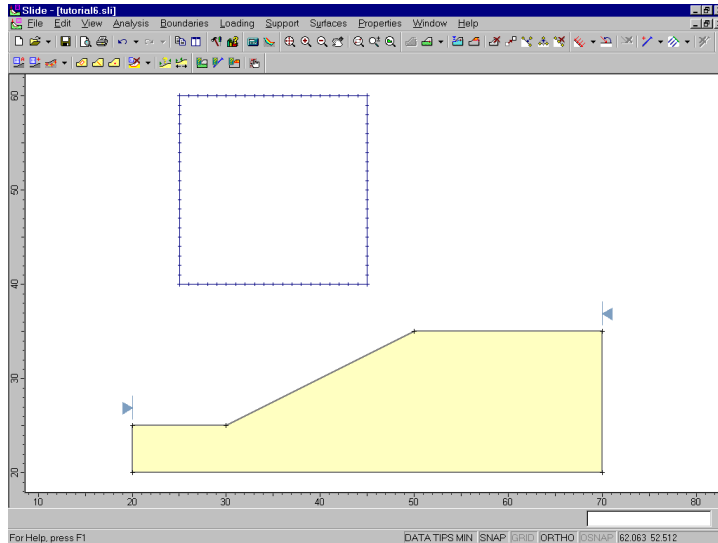 Slide - [tutorial6.sli]
File Edit View Analysis Boundaries Loading Support Surfaces Properties Window Help
60
50
40
30
20
10 20 30 40 50 60 70 80
For Help, press F1 DATA TIPS MIN SNAP GRID ORTHO OSNAP 62.063 52.512